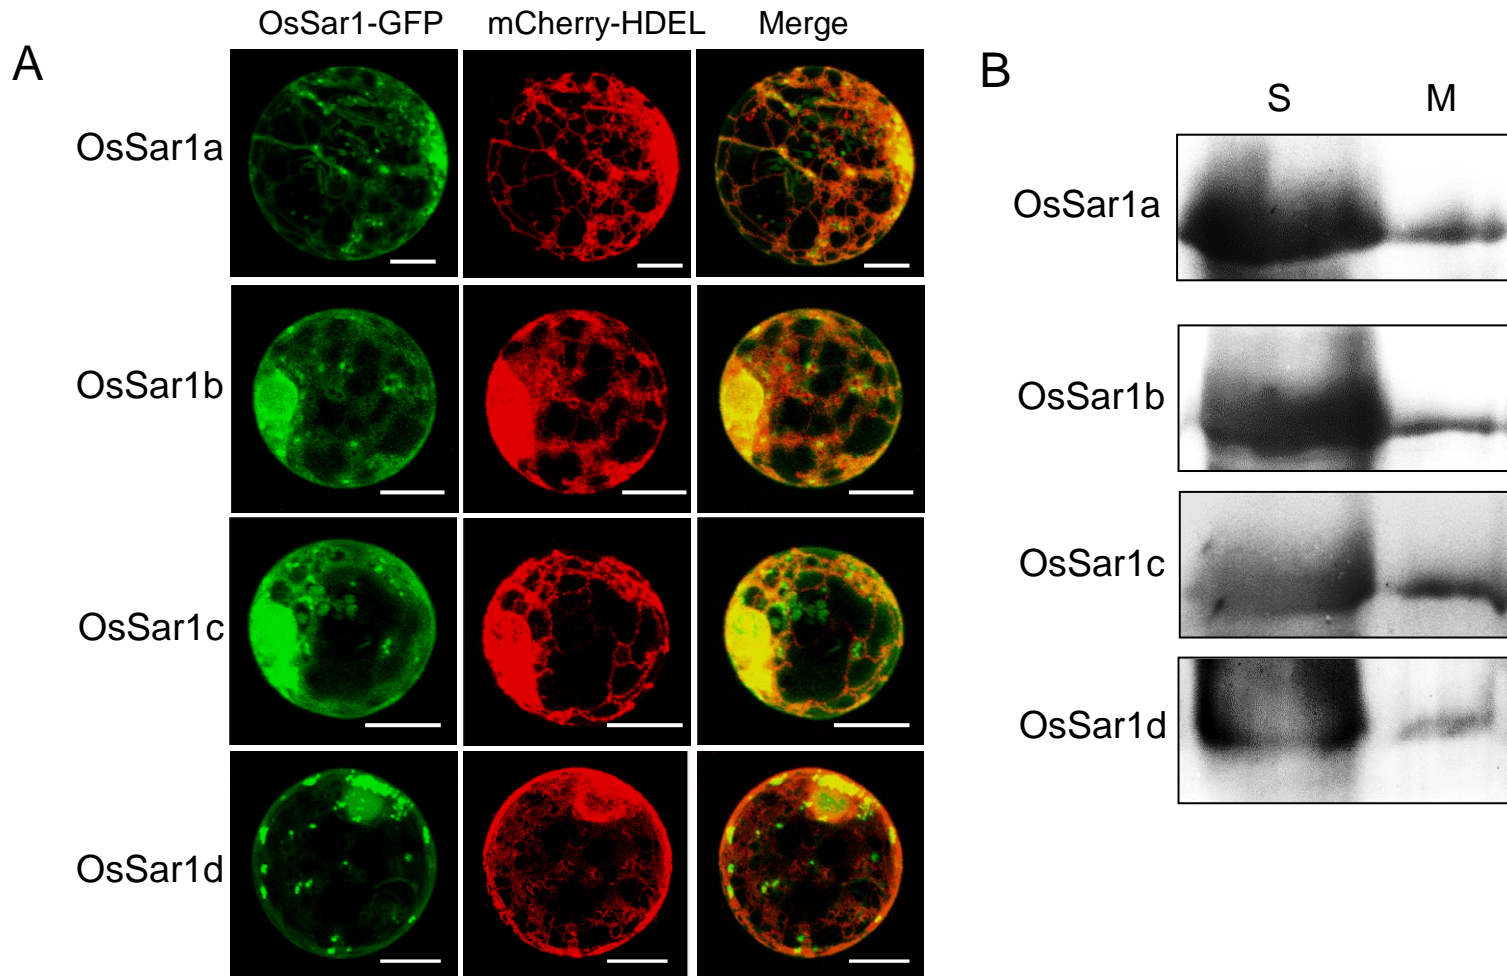 A
OsSar1-GFP mCherry-HDEL Merge
OsSar1a
OsSar1b
OsSar1c
OsSar1d
B
S M
OsSar1a
OsSar1b
OsSar1c
OsSar1d